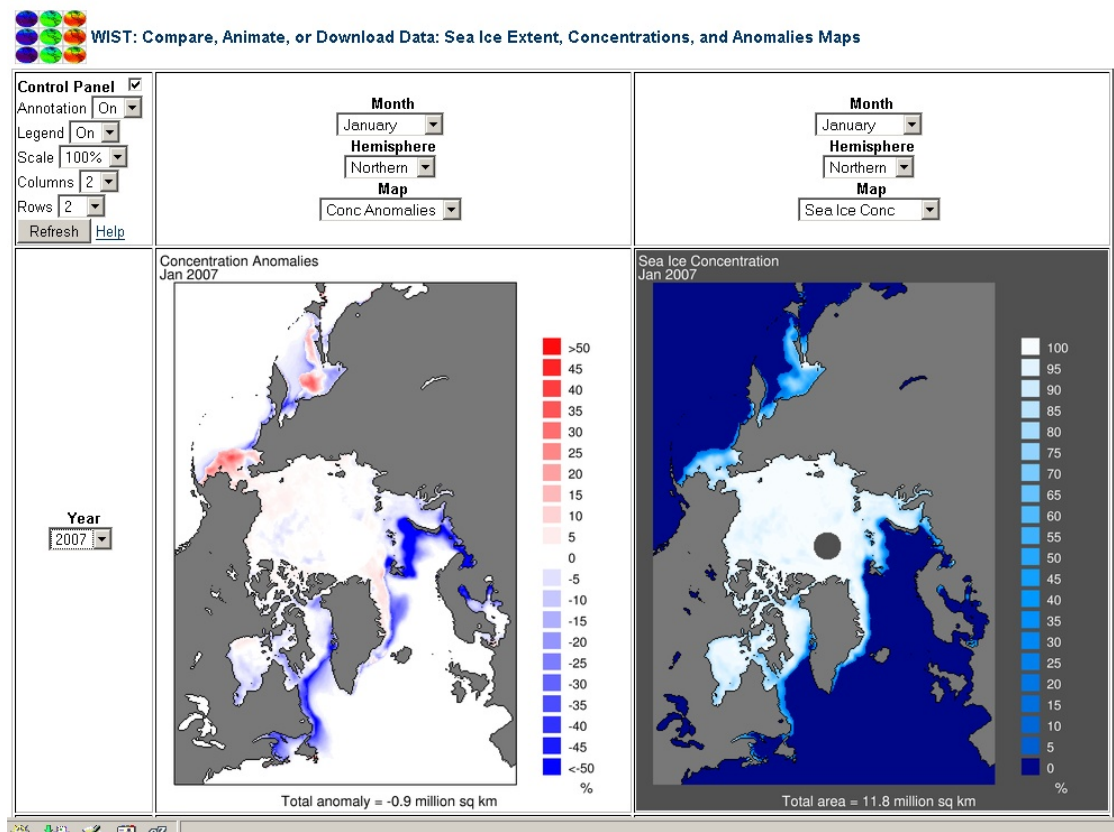 WIST: Compare, Animate, or Download Data: Sea Ice Extent, Concentrations, and Anomalies Maps
Control Panel
Annotation On
Legend On
Scale 100%
Columns 2
Rows 2
Refresh Help
Month
January
Hemisphere
Northern
Map
Conc Anomalies
Month
January
Hemisphere
Northern
Map
Sea Ice Conc
Year
2007
Concentration Anomalies
Jan 2007
>50
45
40
35
30
25
20
15
10
5
0
-5
-10
-15
-20
-25
-30
-35
-40
-45
<-50
%
Total anomaly = -0.9 million sq km
Sea Ice Concentration
Jan 2007
100
95
90
85
80
75
70
65
60
55
50
45
40
35
30
25
20
15
10
5
0
%
Total area = 11.8 million sq km